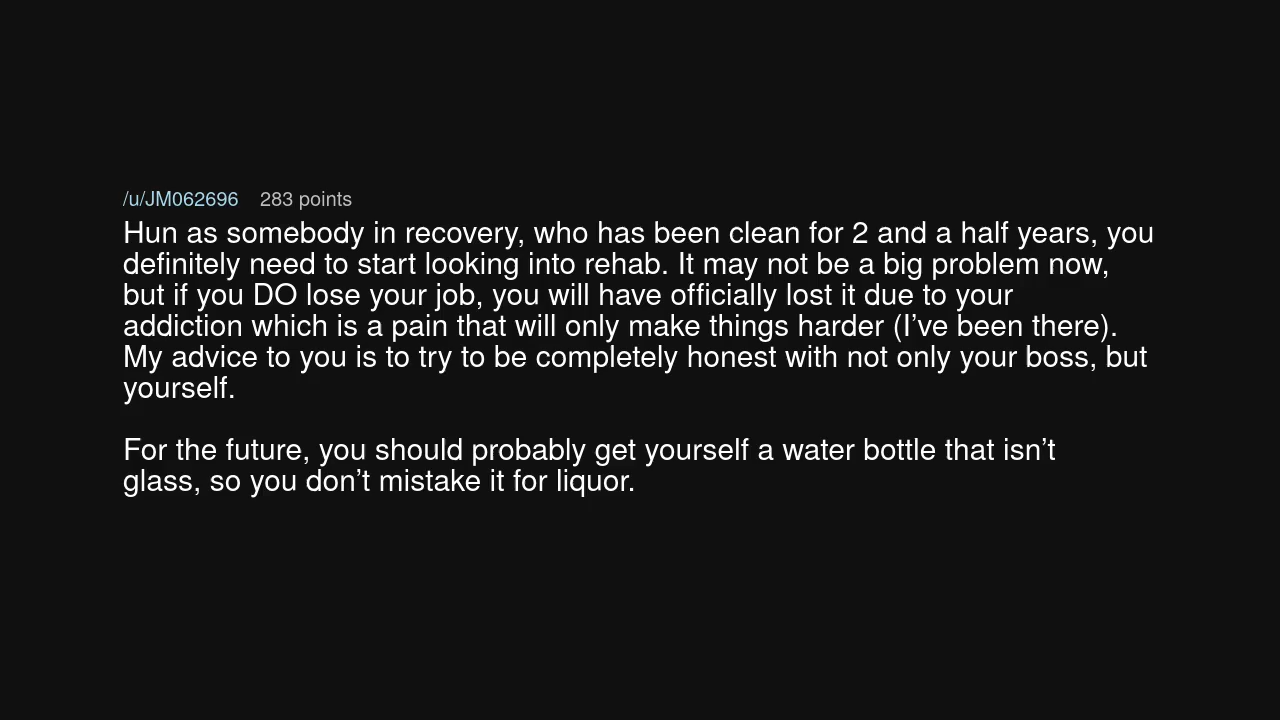 /u/JM062696 283 points
Hun as somebody in recovery, who has been clean for 2 and a half years, you
definitely need to start looking into rehab. It may not be a big problem now,
but if you DO lose your job, you will have officially lost it due to your
addiction which is a pain that will only make things harder (I’ve been there).
My advice to you is to try to be completely honest with not only your boss, but
yourself.
For the future, you should probably get yourself a water bottle that isn’t
glass, so you don’t mistake it for liquor.